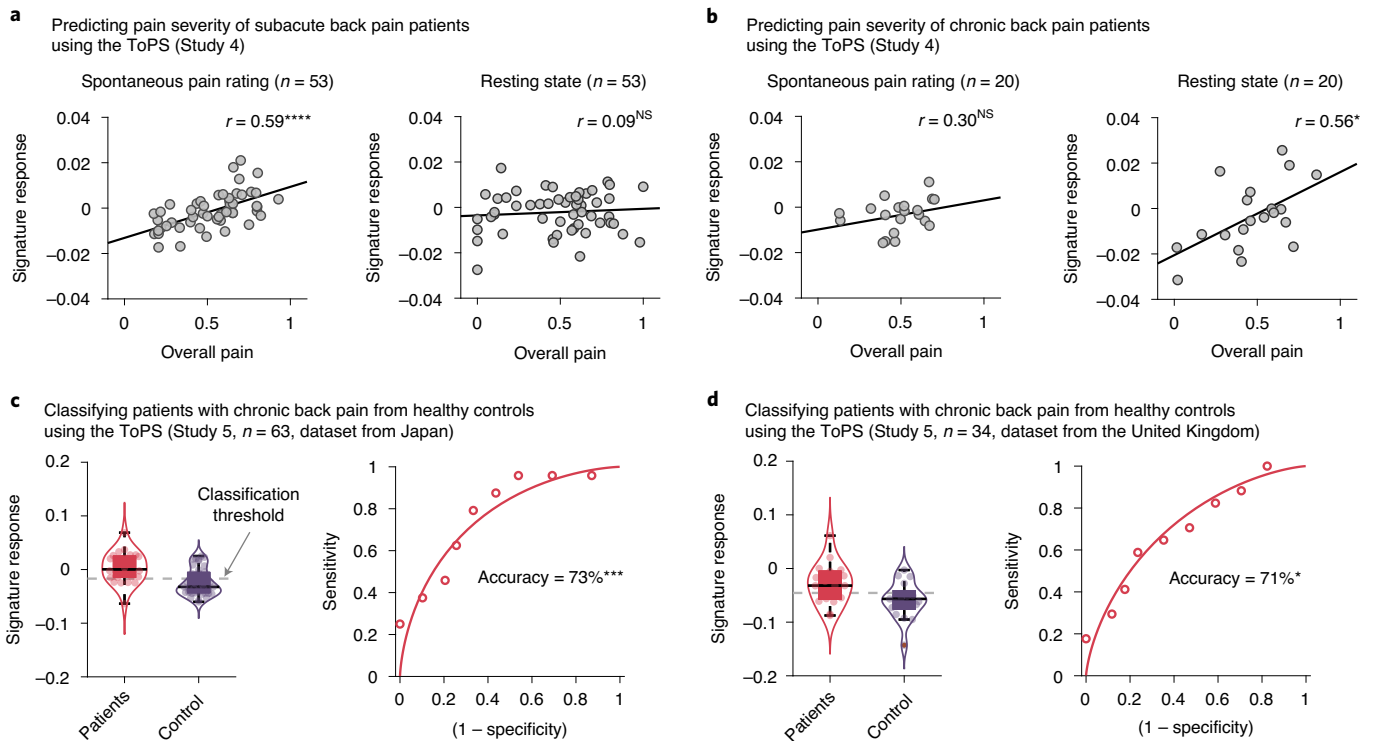 a
Predicting pain severity of subacute back pain patients
using the ToPS (Study 4)
Spontaneous pain rating (n = 53)
Signature response
0.04
0.02
0
–0.02
–0.04
r = 0.59****
0
0.5
1
Overall pain
Resting state (n = 53)
Signature response
0.04
0.02
0
–0.02
–0.04
r = 0.09NS
0
0.5
1
Overall pain
b
Predicting pain severity of chronic back pain patients
using the ToPS (Study 4)
Spontaneous pain rating (n = 20)
Signature response
0.04
0.02
0
–0.02
–0.04
r = 0.30NS
0
0.5
1
Overall pain
Resting state (n = 20)
Signature response
0.04
0.02
0
–0.02
–0.04
r = 0.56*
0
0.5
1
Overall pain
c
Classifying patients with chronic back pain from healthy controls
using the ToPS (Study 5, n = 63, dataset from Japan)
Signature response
0.2
0.1
0
–0.1
–0.2
Classification
threshold
Patients
Control
Sensitivity
1
0.8
0.6
0.4
0.2
0
Accuracy = 73%***
0
0.2
0.4
0.6
0.8
1
(1 – specificity)
d
Classifying patients with chronic back pain from healthy controls
using the ToPS (Study 5, n = 34, dataset from the United Kingdom)
Signature response
0.2
0.1
0
–0.1
–0.2
Patients
Control
Sensitivity
1
0.8
0.6
0.4
0.2
0
Accuracy = 71%*
0
0.2
0.4
0.6
0.8
1
(1 – specificity)